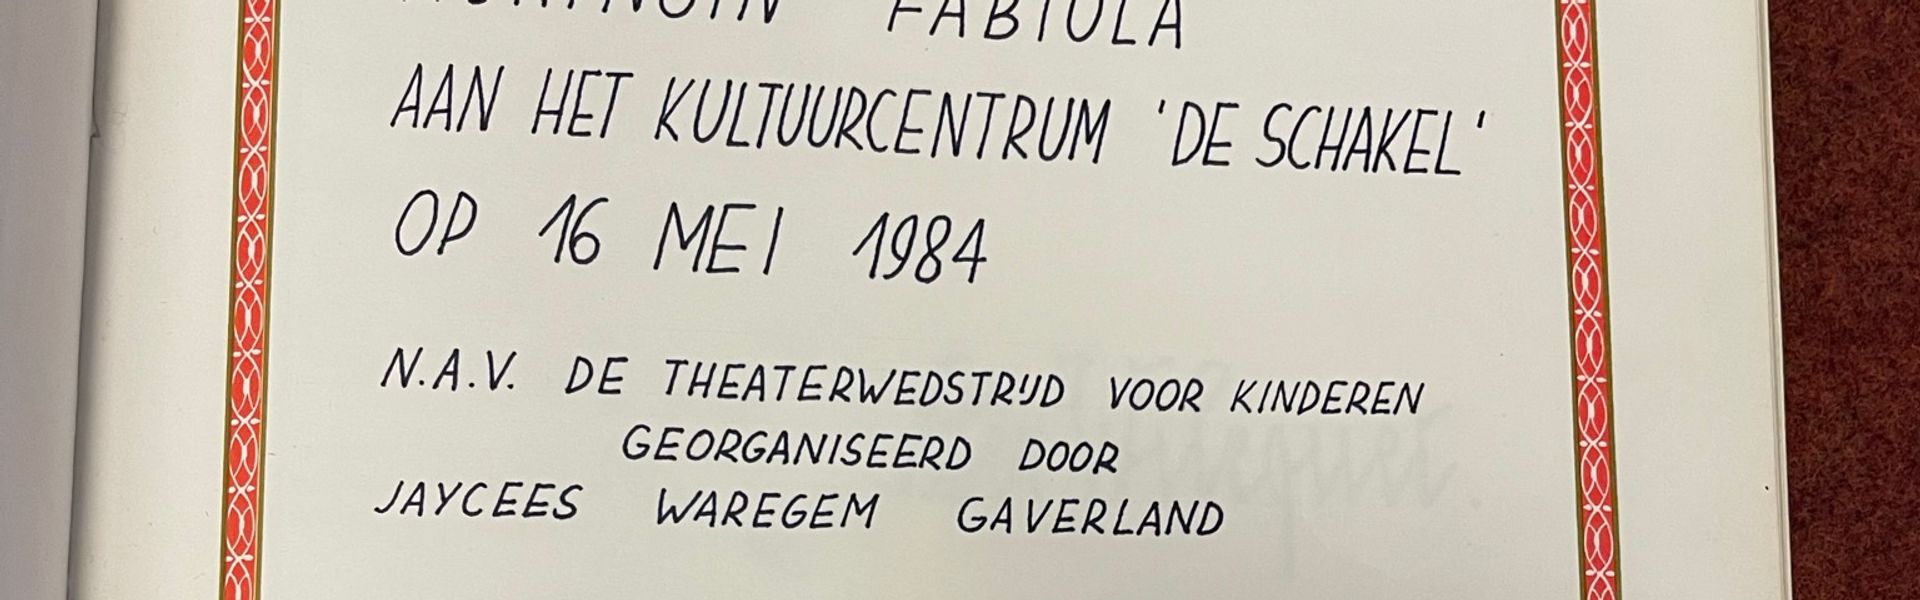 FABIOLA
AAN HET KULTUURCENTRUM 'DE SCHAKEL'
OP 16 MEI 1984
N.A.V. DE THEATERWEDSTRIJD VOOR KINDEREN
GEORGANISEERD DOOR
JAYCEES WAREGEM GAVERLAND